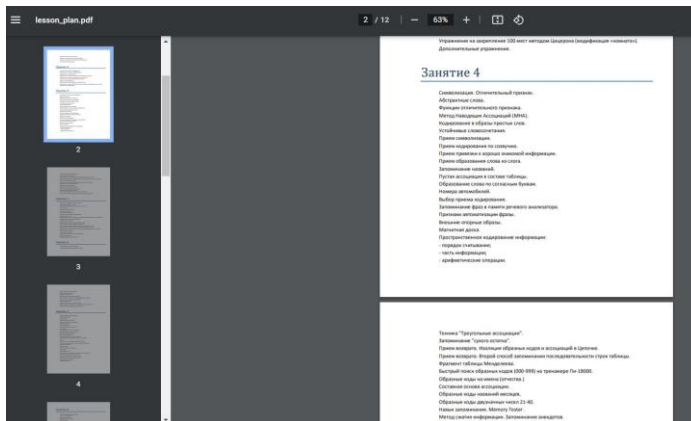 lesson_plan.pdf
2 / 12
63%
Упражнения на закрепление 100 мест методом Цицерона (модификация «комнаты»).
Дополнительные упражнения.
Занятие 4
Символизация. Отличительный признак.
Абстрактные слова.
Функции отличительного признака.
Метод Наводящих Ассоциаций (МНА).
Кодирование в образы простых слов.
Устойчивые словосочетания.
Прием символизации.
Прием кодирования по созвучию.
Прием привязки к хорошо знакомой информации.
Прием образования слова из слога.
Запоминание названий.
Пустая ассоциация в составе таблицы.
Образование слова по согласным буквам.
Номера автомобилей.
Выбор приема кодирования.
Запоминание фраз в памяти речевого анализатора.
Признаки автоматизации фразы.
Внешние опорные образы.
Магнитная доска.
Пространственное кодирование информации:
- порядок считывания;
- часть информации;
- арифметические операции.
Техника "Треугольные ассоциации".
Запоминание "сухого остатка".
Прием возврата. Изоляция образных кодов и ассоциаций в Цепочке.
Прием возврата. Второй способ запоминания последовательности строк таблицы.
Фрагмент таблицы Менделеева.
Быстрый поиск образных кодов (000-999) на тренажере Пи-18000.
Образные коды на имена (отчества.)
Составная основа ассоциации.
Образные коды названий месяцев.
Образные коды двузначных чисел 21-40.
Навык запоминания. Memory Tester
Метод сжатия информации. Запоминание анекдотов.
2
3
4